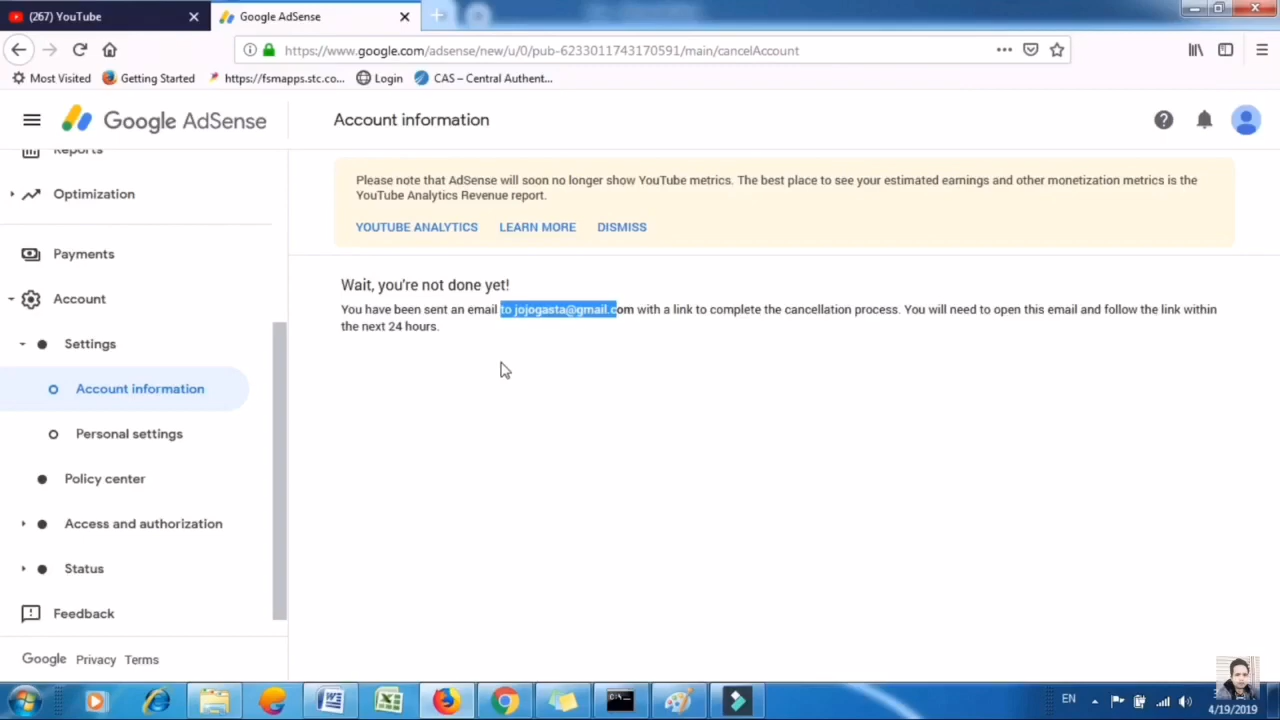 (267) YouTube
Google AdSense
https://www.google.com/adsense/new/u/0/pub-6233011743170591/main/cancelAccount
Most Visited
Getting Started
https://fsmapps.stc.co...
Login
CAS – Central Authent...
Google AdSense
Account information
Reports
Optimization
Payments
Account
Settings
Account information
Personal settings
Policy center
Access and authorization
Status
Feedback
Google Privacy Terms
Please note that AdSense will soon no longer show YouTube metrics. The best place to see your estimated earnings and other monetization metrics is the
YouTube Analytics Revenue report.
YOUTUBE ANALYTICS LEARN MORE DISMISS
Wait, you're not done yet!
You have been sent an email to jojogasta@gmail.com with a link to complete the cancellation process. You will need to open this email and follow the link within
the next 24 hours.
EN
4/19/2019